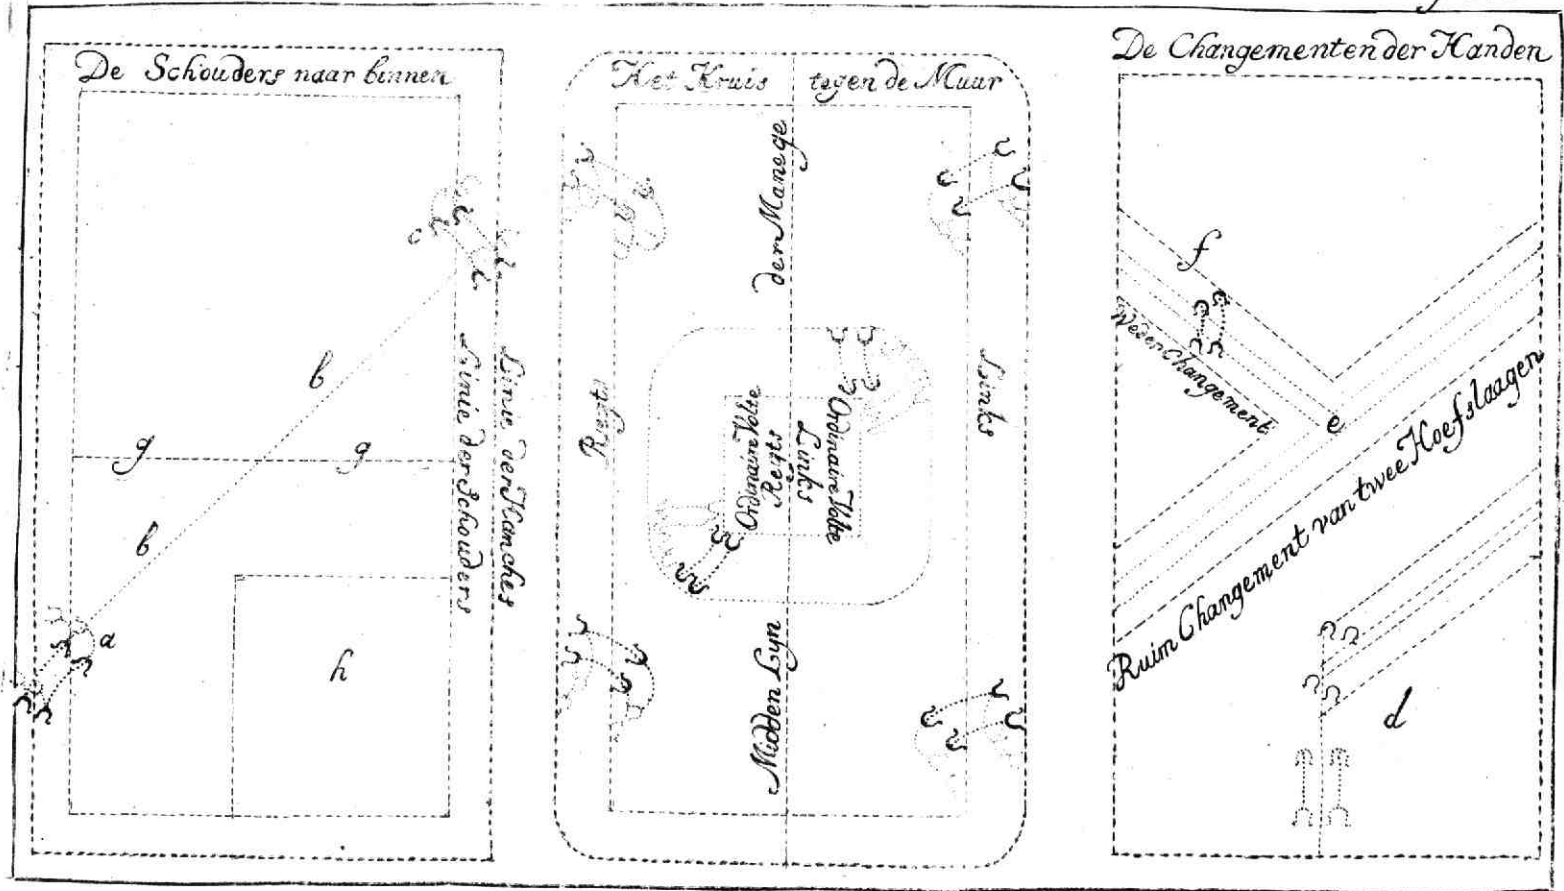 De Schouders naar binnen
c
b
g
g
b
a
h
Linie der Schouders
Linie der Hanches
Het Kruis tegen de Muur
der Manege
Regts
Links
Ordinaire Volte
Regts
Links
Ordinaire Volte
Midden Lyn
De Changementen der Handen
f
Weder Changement
e
Ruim Changement van twee Hoefslaagen
d